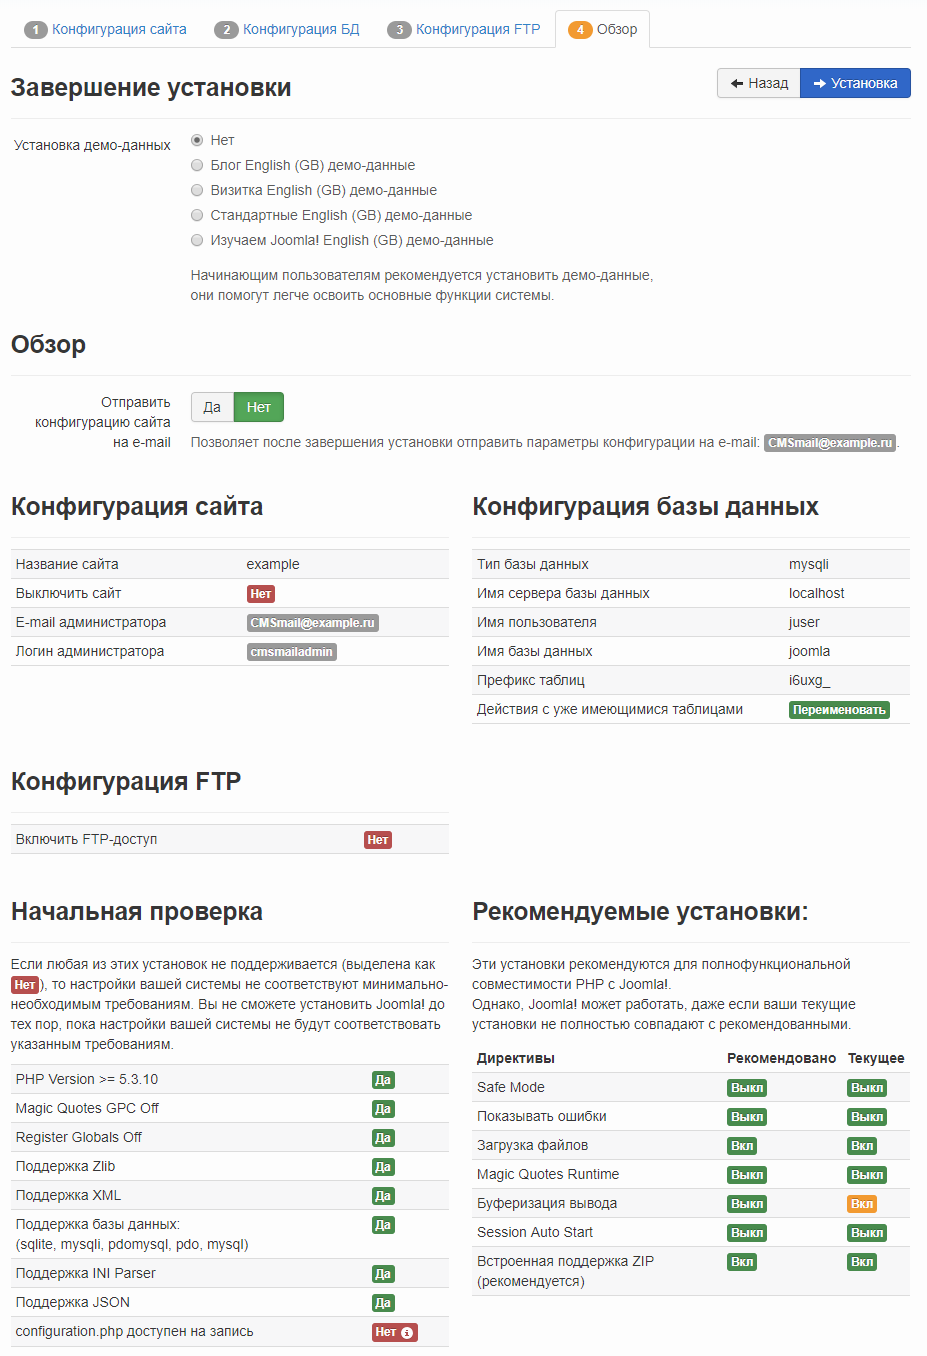 1 Конфигурация сайта 2 Конфигурация БД 3 Конфигурация FTP 4 Обзор
Завершение установки
Назад Установка
Установка демо-данных
Нет
Блог English (GB) демо-данные
Визитка English (GB) демо-данные
Стандартные English (GB) демо-данные
Изучаем Joomla! English (GB) демо-данные
Начинающим пользователям рекомендуется установить демо-данные,
они помогут легче освоить основные функции системы.
Обзор
Отправить
конфигурацию сайта
на e-mail
Да Нет
Позволяет после завершения установки отправить параметры конфигурации на e-mail: CMSmail@example.ru.
Конфигурация сайта
Название сайта example
Выключить сайт Нет
E-mail администратора CMSmail@example.ru
Логин администратора cmsmailadmin
Конфигурация базы данных
Тип базы данных mysqli
Имя сервера базы данных localhost
Имя пользователя juser
Имя базы данных joomla
Префикс таблиц i6uxg_
Действия с уже имеющимися таблицами Переименовать
Конфигурация FTP
Включить FTP-доступ Нет
Начальная проверка
Если любая из этих установок не поддерживается (выделена как
Нет), то настройки вашей системы не соответствуют минимально-
необходимым требованиям. Вы не сможете установить Joomla! до
тех пор, пока настройки вашей системы не будут соответствовать
указанным требованиям.
PHP Version >= 5.3.10 Да
Magic Quotes GPC Off Да
Register Globals Off Да
Поддержка Zlib Да
Поддержка XML Да
Поддержка базы данных: Да
(sqlite, mysqli, pdomysql, pdo, mysql)
Поддержка INI Parser Да
Поддержка JSON Да
configuration.php доступен на запись Нет
Рекомендуемые установки:
Эти установки рекомендуются для полнофункциональной
совместимости PHP с Joomla!.
Однако, Joomla! может работать, даже если ваши текущие
установки не полностью совпадают с рекомендованными.
Директивы Рекомендовано Текущее
Safe Mode Выкл Выкл
Показывать ошибки Выкл Выкл
Загрузка файлов Вкл Вкл
Magic Quotes Runtime Выкл Выкл
Буферизация вывода Выкл Вкл
Session Auto Start Выкл Выкл
Встроенная поддержка ZIP Вкл Вкл
(рекомендуется)